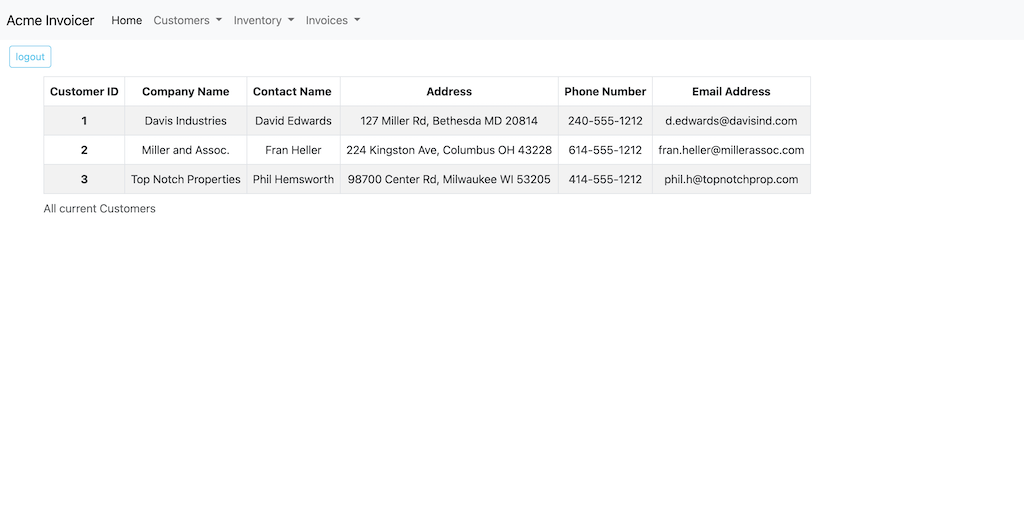 Acme Invoicer Home Customers Inventory Invoices
logout
Customer ID Company Name Contact Name Address Phone Number Email Address
1 Davis Industries David Edwards 127 Miller Rd, Bethesda MD 20814 240-555-1212 d.edwards@davisind.com
2 Miller and Assoc. Fran Heller 224 Kingston Ave, Columbus OH 43228 614-555-1212 fran.heller@millerassoc.com
3 Top Notch Properties Phil Hemsworth 98700 Center Rd, Milwaukee WI 53205 414-555-1212 phil.h@topnotchprop.com
All current Customers